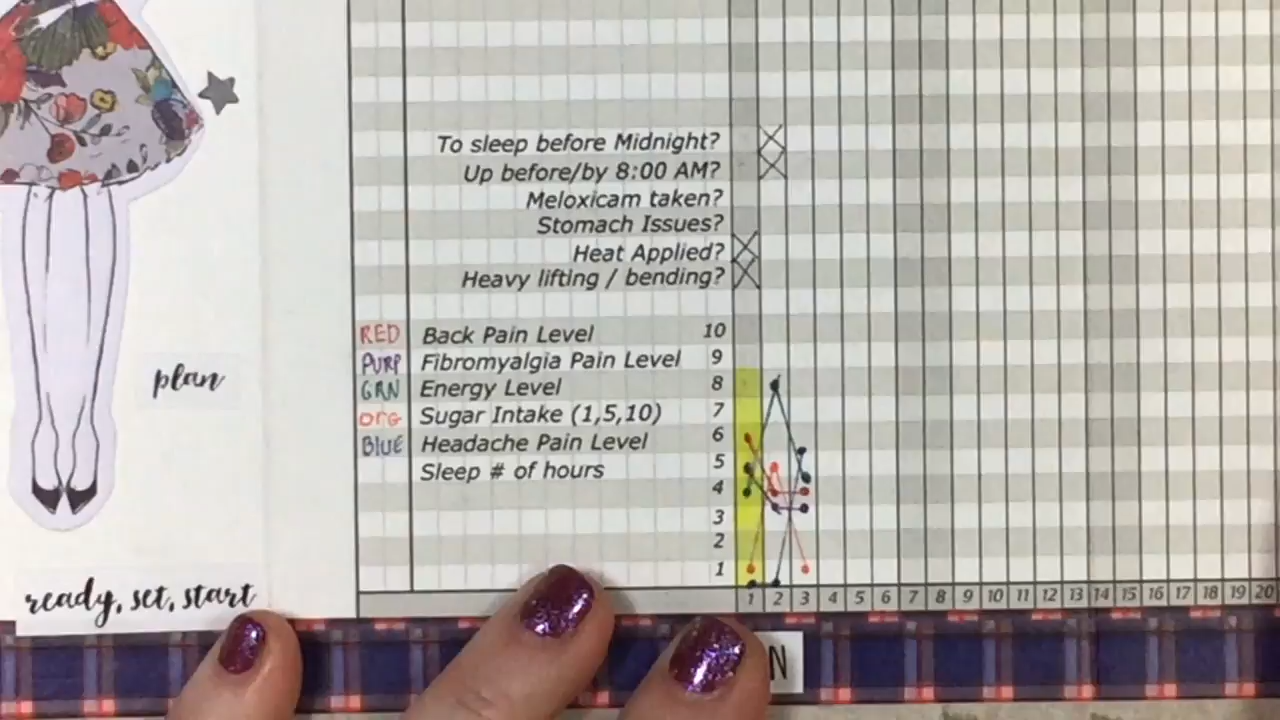 To sleep before Midnight?
Up before/by 8:00 AM?
Meloxicam taken?
Stomach Issues?
Heat Applied?
Heavy lifting / bending?
RED Back Pain Level 10
PURP Fibromyalgia Pain Level 9
GRN Energy Level 8
ORG Sugar Intake (1,5,10) 7
BLUE Headache Pain Level 6
Sleep # of hours 5
4
3
2
1
1 2 3 4 5 6 7 8 9 10 11 12 13 14 15 16 17 18 19 20
plan
ready, set, start
N